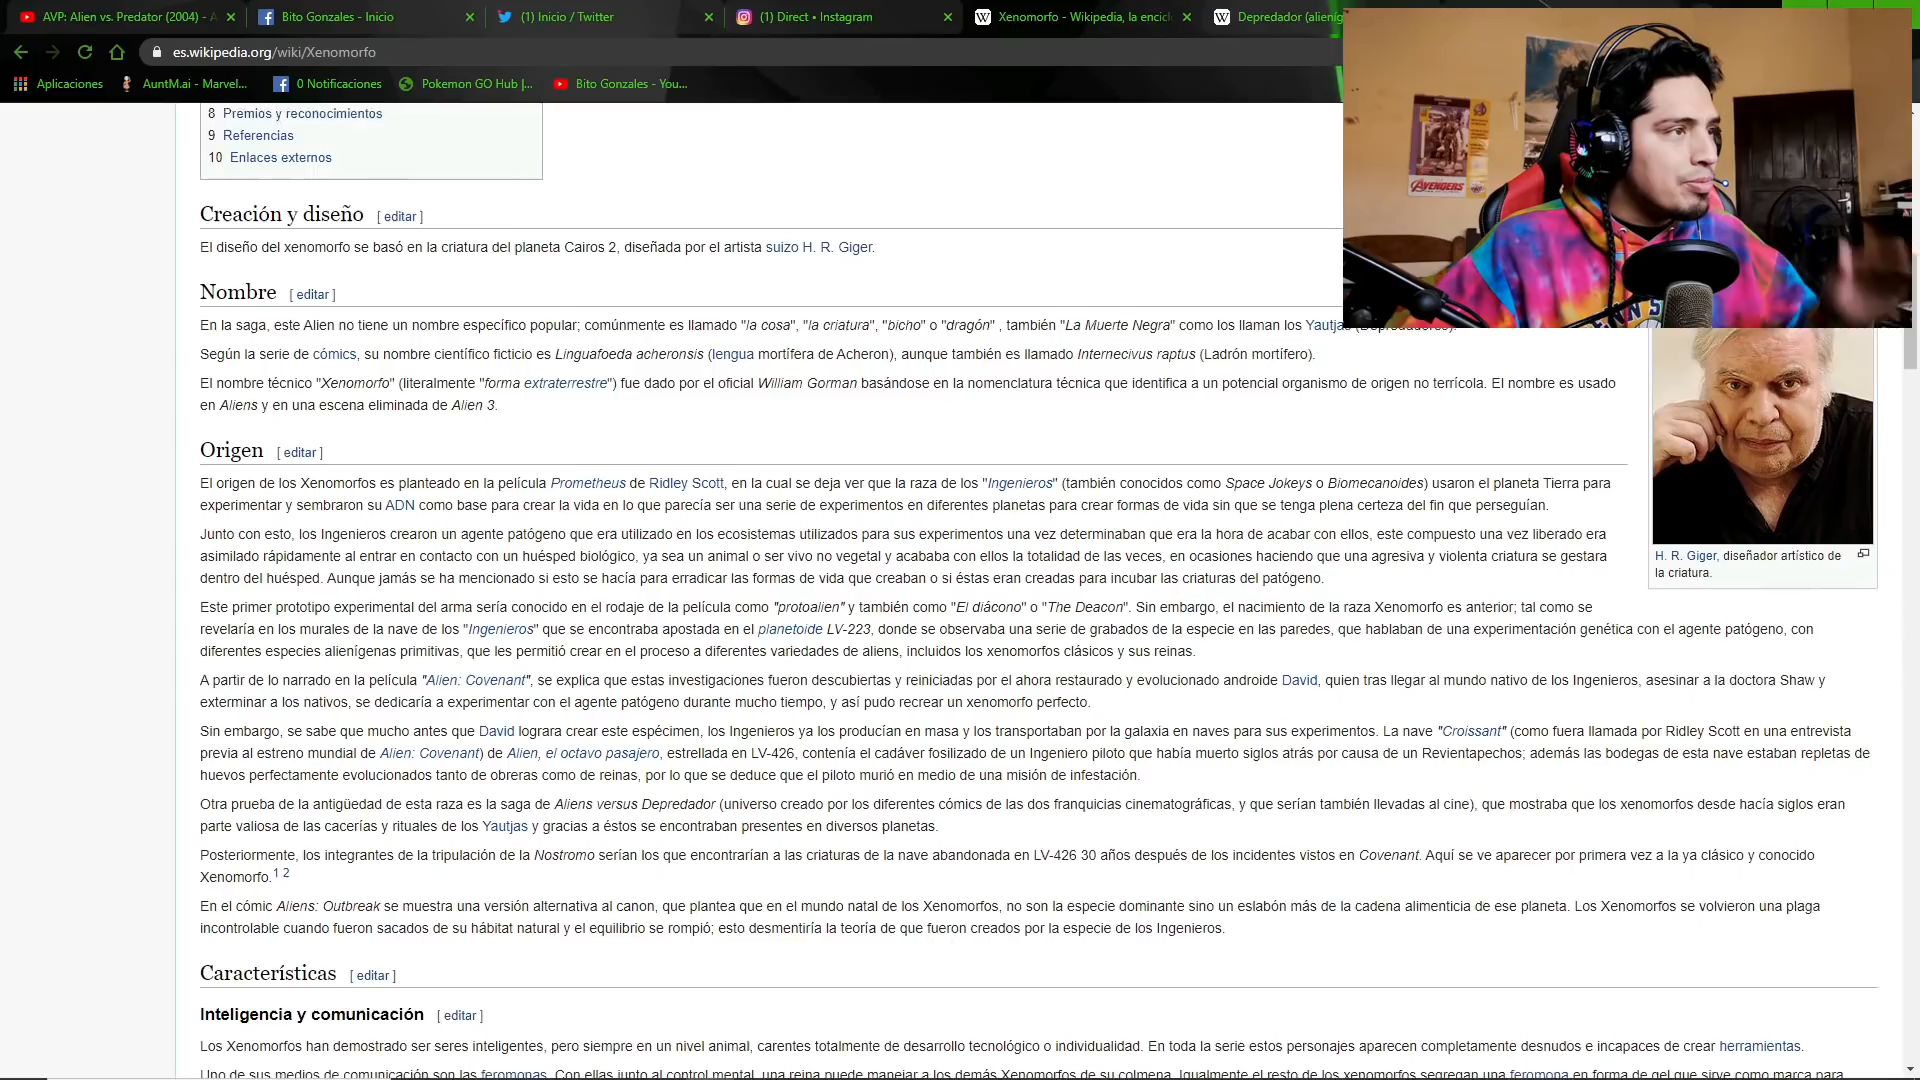 AVP: Alien vs. Predator (2004) - A
Bito Gonzales - Inicio
(1) Inicio / Twitter
(1) Direct • Instagram
Xenomorfo - Wikipedia, la encicl
Depredador (alieníg
es.wikipedia.org/wiki/Xenomorfo
Aplicaciones
AuntM.ai - Marvel...
0 Notificaciones
Pokemon GO Hub |...
Bito Gonzales - You...
8 Premios y reconocimientos
9 Referencias
10 Enlaces externos
AVENGERS
Creación y diseño [ editar ]
El diseño del xenomorfo se basó en la criatura del planeta Cairos 2, diseñada por el artista suizo H. R. Giger.
Nombre [ editar ]
En la saga, este Alien no tiene un nombre específico popular; comúnmente es llamado "la cosa", "la criatura", "bicho" o "dragón" , también "La Muerte Negra" como los llaman los Yautjas
Según la serie de cómics, su nombre científico ficticio es Linguafoeda acheronsis (lengua mortífera de Acheron), aunque también es llamado Internecivus raptus (Ladrón mortífero).
El nombre técnico "Xenomorfo" (literalmente "forma extraterrestre") fue dado por el oficial William Gorman basándose en la nomenclatura técnica que identifica a un potencial organismo de origen no terrícola. El nombre es usado
en Aliens y en una escena eliminada de Alien 3.
Origen [ editar ]
El origen de los Xenomorfos es planteado en la película Prometheus de Ridley Scott, en la cual se deja ver que la raza de los "Ingenieros" (también conocidos como Space Jokeys o Biomecanoides) usaron el planeta Tierra para
experimentar y sembraron su ADN como base para crear la vida en lo que parecía ser una serie de experimentos en diferentes planetas para crear formas de vida sin que se tenga plena certeza del fin que perseguían.
Junto con esto, los Ingenieros crearon un agente patógeno que era utilizado en los ecosistemas utilizados para sus experimentos una vez determinaban que era la hora de acabar con ellos, este compuesto una vez liberado era
asimilado rápidamente al entrar en contacto con un huésped biológico, ya sea un animal o ser vivo no vegetal y acababa con ellos la totalidad de las veces, en ocasiones haciendo que una agresiva y violenta criatura se gestara
dentro del huésped. Aunque jamás se ha mencionado si esto se hacía para erradicar las formas de vida que creaban o si éstas eran creadas para incubar las criaturas del patógeno.
H. R. Giger, diseñador artístico de
la criatura.
Este primer prototipo experimental del arma sería conocido en el rodaje de la película como "protoalien" y también como "El diácono" o "The Deacon". Sin embargo, el nacimiento de la raza Xenomorfo es anterior; tal como se
revelaría en los murales de la nave de los "Ingenieros" que se encontraba apostada en el planetoide LV-223, donde se observaba una serie de grabados de la especie en las paredes, que hablaban de una experimentación genética con el agente patógeno, con
diferentes especies alienígenas primitivas, que les permitió crear en el proceso a diferentes variedades de aliens, incluidos los xenomorfos clásicos y sus reinas.
A partir de lo narrado en la película "Alien: Covenant", se explica que estas investigaciones fueron descubiertas y reiniciadas por el ahora restaurado y evolucionado androide David, quien tras llegar al mundo nativo de los Ingenieros, asesinar a la doctora Shaw y
exterminar a los nativos, se dedicaría a experimentar con el agente patógeno durante mucho tiempo, y así pudo recrear un xenomorfo perfecto.
Sin embargo, se sabe que mucho antes que David lograra crear este espécimen, los Ingenieros ya los producían en masa y los transportaban por la galaxia en naves para sus experimentos. La nave "Croissant" (como fuera llamada por Ridley Scott en una entrevista
previa al estreno mundial de Alien: Covenant) de Alien, el octavo pasajero, estrellada en LV-426, contenía el cadáver fosilizado de un Ingeniero piloto que había muerto siglos atrás por causa de un Revientapechos; además las bodegas de esta nave estaban repletas de
huevos perfectamente evolucionados tanto de obreras como de reinas, por lo que se deduce que el piloto murió en medio de una misión de infestación.
Otra prueba de la antigüedad de esta raza es la saga de Aliens versus Depredador (universo creado por los diferentes cómics de las dos franquicias cinematográficas, y que serían también llevadas al cine), que mostraba que los xenomorfos desde hacía siglos eran
parte valiosa de las cacerías y rituales de los Yautjas y gracias a éstos se encontraban presentes en diversos planetas.
Posteriormente, los integrantes de la tripulación de la Nostromo serían los que encontrarían a las criaturas de la nave abandonada en LV-426 30 años después de los incidentes vistos en Covenant. Aquí se ve aparecer por primera vez a la ya clásico y conocido
Xenomorfo.1 2
En el cómic Aliens: Outbreak se muestra una versión alternativa al canon, que plantea que en el mundo natal de los Xenomorfos, no son la especie dominante sino un eslabón más de la cadena alimenticia de ese planeta. Los Xenomorfos se volvieron una plaga
incontrolable cuando fueron sacados de su hábitat natural y el equilibrio se rompió; esto desmentiría la teoría de que fueron creados por la especie de los Ingenieros.
Características [ editar ]
Inteligencia y comunicación [ editar ]
Los Xenomorfos han demostrado ser seres inteligentes, pero siempre en un nivel animal, carentes totalmente de desarrollo tecnológico o individualidad. En toda la serie estos personajes aparecen completamente desnudos e incapaces de crear herramientas.
Uno de sus medios de comunicación son las feromonas. Con ellas junto al control mental, una reina puede manejar a los demás Xenomorfos de su colmena. Igualmente el resto de los xenomorfos segregan una feromona en forma de gel que sirve como marca para